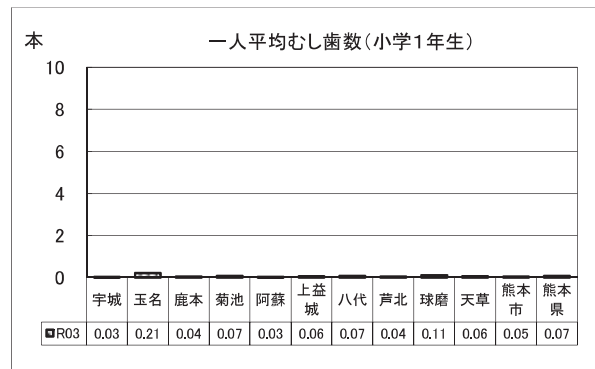 本
一人平均むし歯数（小学１年生）
10
8
6
4
2
0
宇城 玉名 鹿本 菊池 阿蘇 上益城 八代 芦北 球磨 天草 熊本市 熊本県
R03 0.03 0.21 0.04 0.07 0.03 0.06 0.07 0.04 0.11 0.06 0.05 0.07